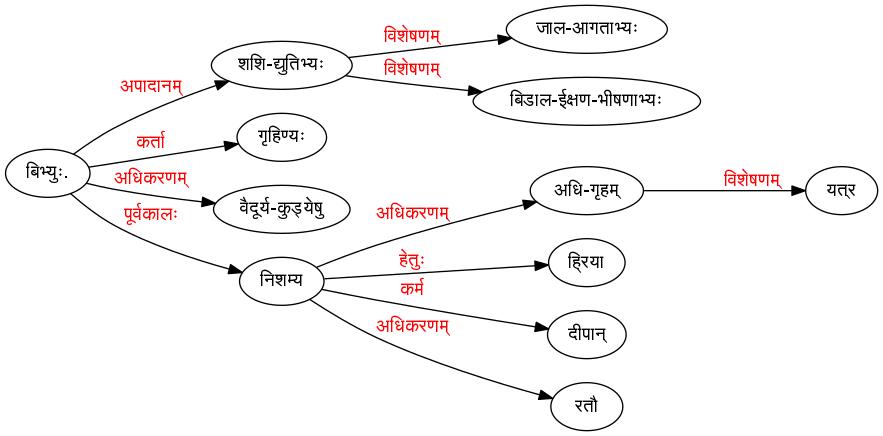 जाल-आगताभ्यः
विशेषणम्
शशि-द्युतिभ्यः
विशेषणम्
अपादानम्
बिडाल-ईक्षण-भीषणाभ्यः
कर्ता
गृहिण्यः
बिभ्युः.
अधिकरणम्
विशेषणम्
वैदूर्य-कुड्येषु
पूर्वकालः
अधिकरणम्
अधि-गृहम्
यत्र
हेतुः
ह्रिया
निशम्य
कर्म
अधिकरणम्
दीपान्
रतौ